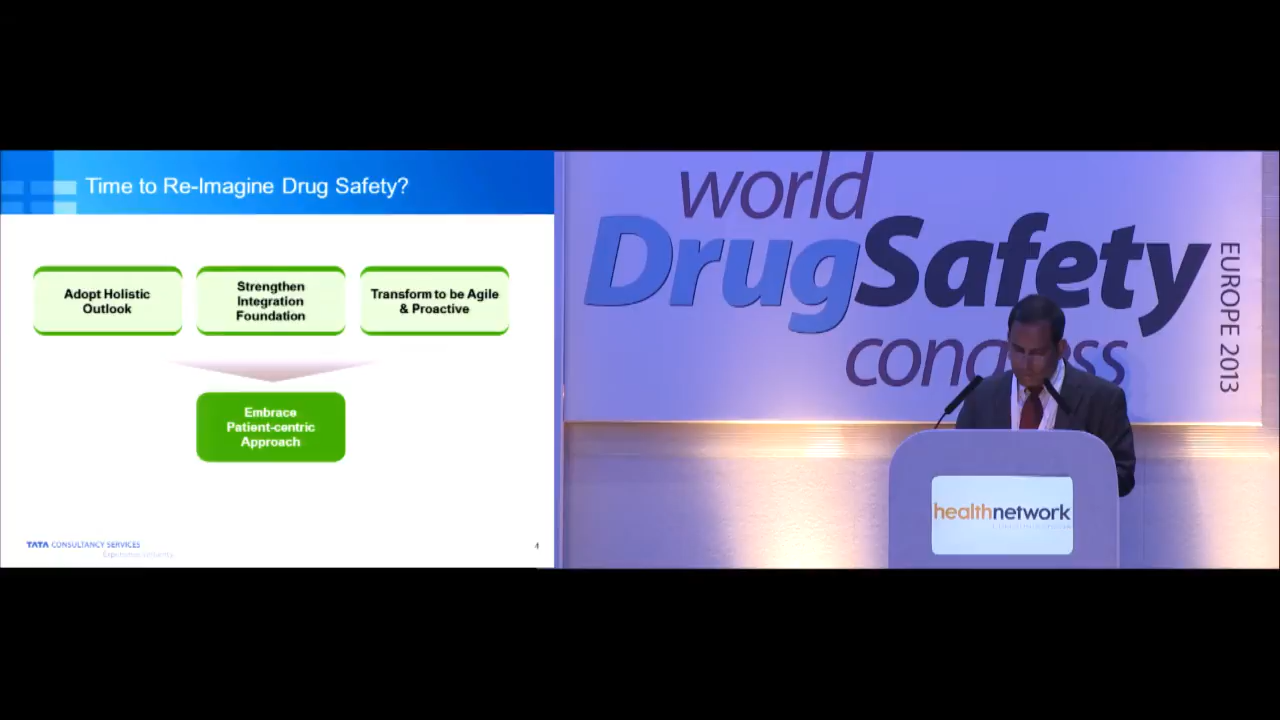 Time to Re-Imagine Drug Safety?
Adopt Holistic
Outlook
Strengthen
Integration
Foundation
Transform to be Agile
& Proactive
Embrace
Patient-centric
Approach
TATA CONSULTANCY SERVICES
4
world
DrugSafety
congress
EUROPE 2013
healthnetwork